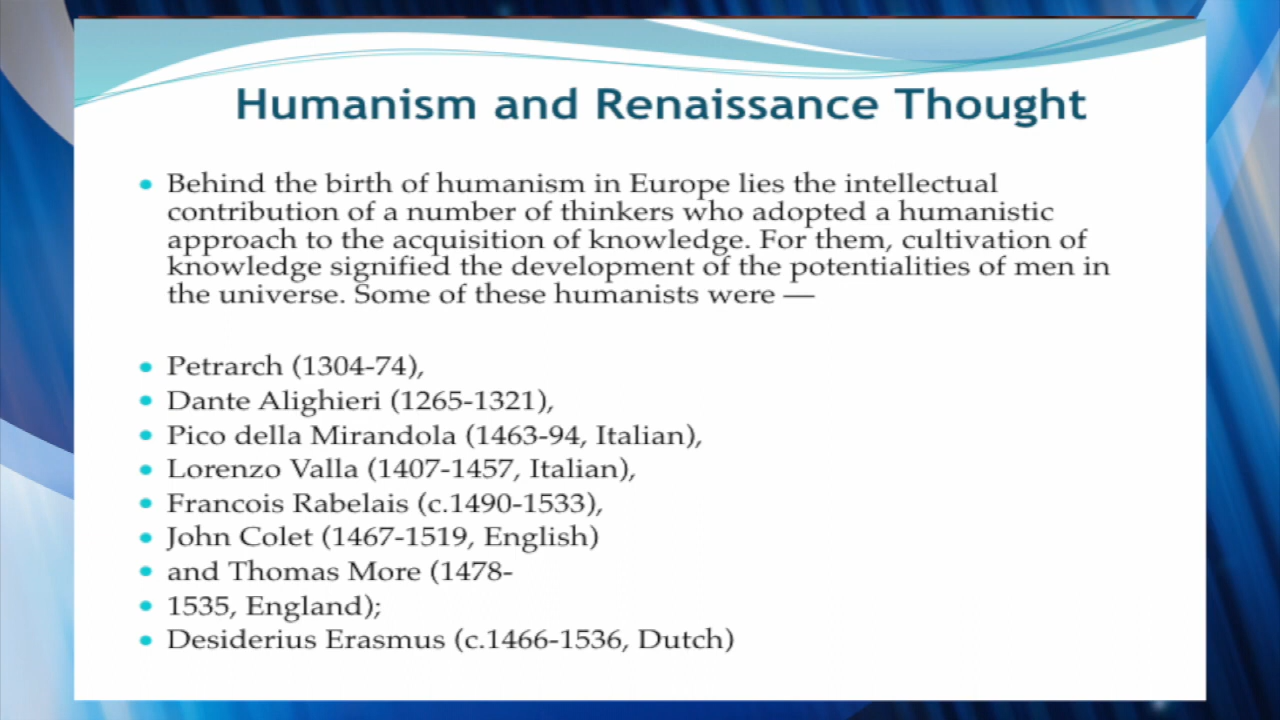 Humanism and Renaissance Thought
• Behind the birth of humanism in Europe lies the intellectual
contribution of a number of thinkers who adopted a humanistic
approach to the acquisition of knowledge. For them, cultivation of
knowledge signified the development of the potentialities of men in
the universe. Some of these humanists were —
• Petrarch (1304-74),
• Dante Alighieri (1265-1321),
• Pico della Mirandola (1463-94, Italian),
• Lorenzo Valla (1407-1457, Italian),
• Francois Rabelais (c.1490-1533),
• John Colet (1467-1519, English)
• and Thomas More (1478-
• 1535, England);
• Desiderius Erasmus (c.1466-1536, Dutch)